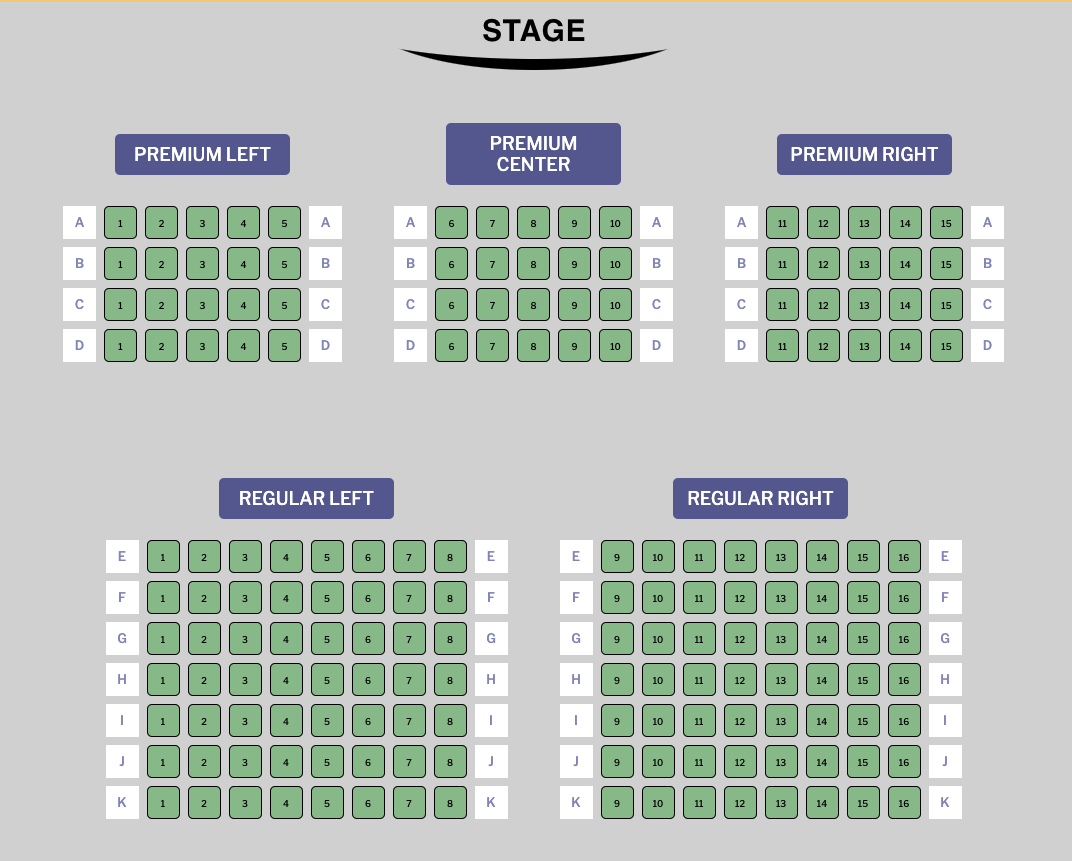 STAGE
PREMIUM LEFT
PREMIUM
CENTER
PREMIUM RIGHT
A 1 2 3 4 5 A
B 1 2 3 4 5 B
C 1 2 3 4 5 C
D 1 2 3 4 5 D
A 6 7 8 9 10 A
B 6 7 8 9 10 B
C 6 7 8 9 10 C
D 6 7 8 9 10 D
A 11 12 13 14 15 A
B 11 12 13 14 15 B
C 11 12 13 14 15 C
D 11 12 13 14 15 D
REGULAR LEFT
REGULAR RIGHT
E 1 2 3 4 5 6 7 8 E
F 1 2 3 4 5 6 7 8 F
G 1 2 3 4 5 6 7 8 G
H 1 2 3 4 5 6 7 8 H
I 1 2 3 4 5 6 7 8 I
J 1 2 3 4 5 6 7 8 J
K 1 2 3 4 5 6 7 8 K
E 9 10 11 12 13 14 15 16 E
F 9 10 11 12 13 14 15 16 F
G 9 10 11 12 13 14 15 16 G
H 9 10 11 12 13 14 15 16 H
I 9 10 11 12 13 14 15 16 I
J 9 10 11 12 13 14 15 16 J
K 9 10 11 12 13 14 15 16 K